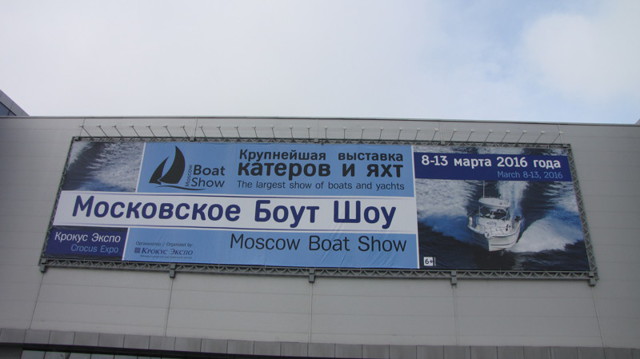 Boat
Show
Крупнейшая выставка
катеров и яхт
The largest show of boats and yachts
8-13 марта 2016 года
March 8-13, 2016
Московское Боут Шоу
Крокус Экспо
Crocus Expo
Крокус Экспо
Moscow Boat Show
6+